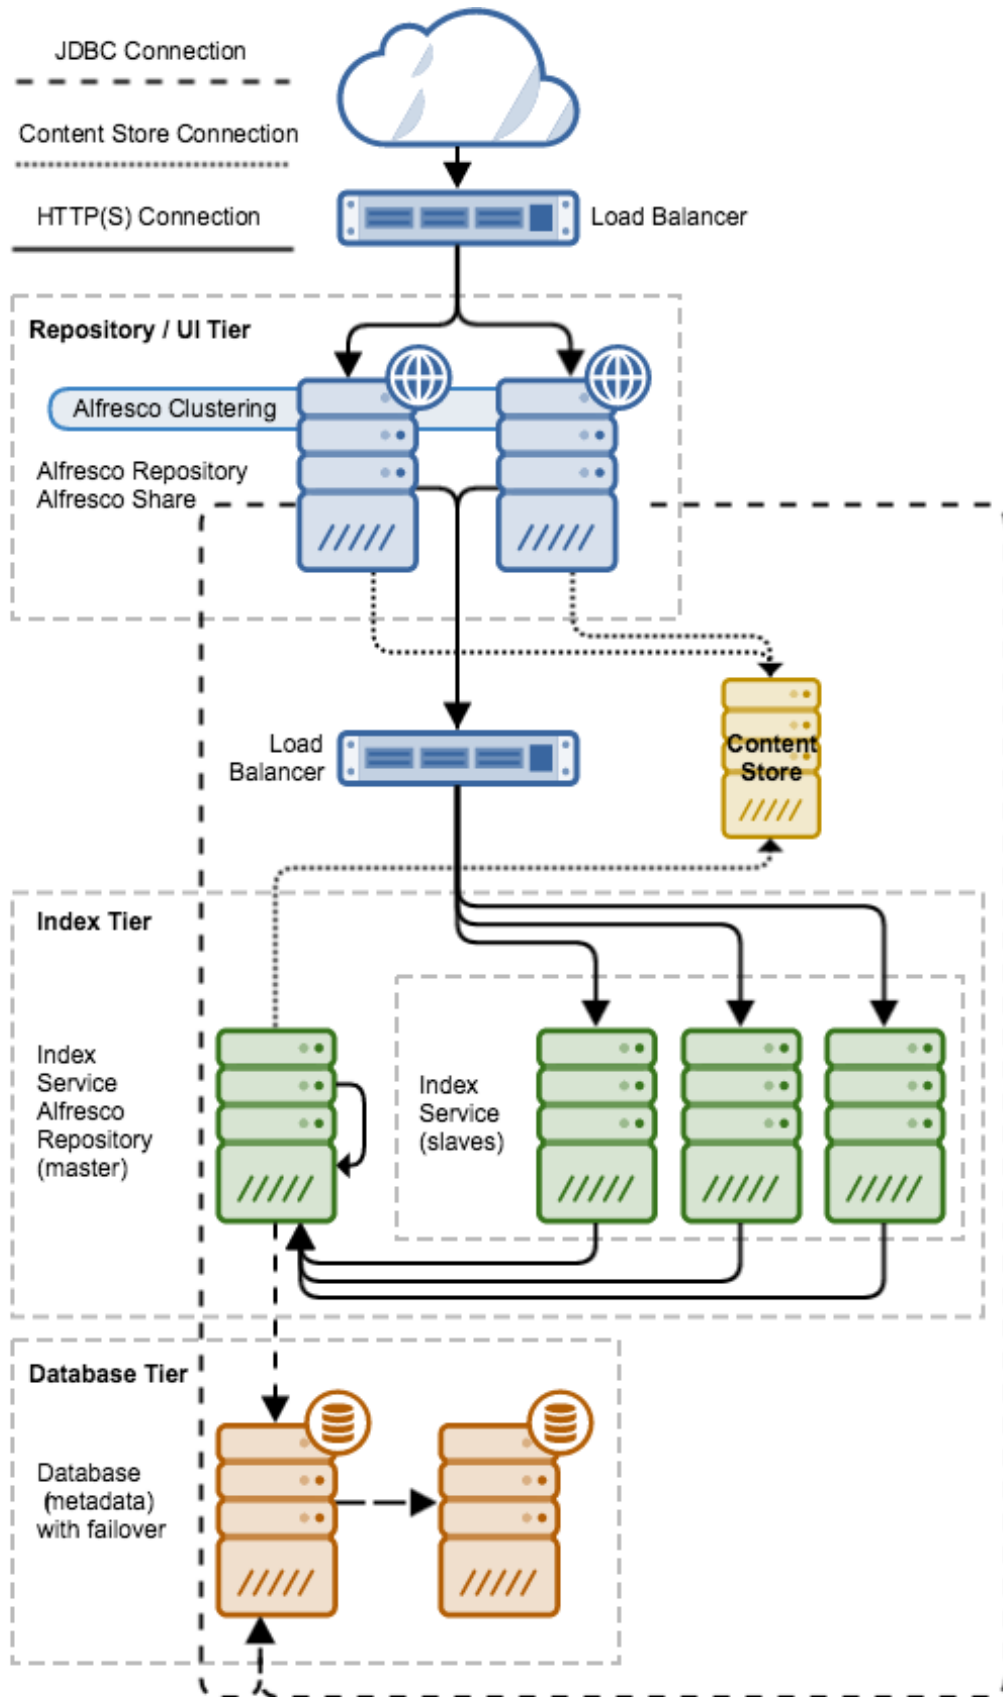 JDBC Connection
Content Store Connection
HTTP(S) Connection
Load Balancer
Repository / UI Tier
Alfresco Clustering
Alfresco Repository
Alfresco Share
Load
Balancer
Content
Store
Index Tier
Index
Service
Alfresco
Repository
(master)
Index
Service
(slaves)
Database Tier
Database
(metadata)
with failover